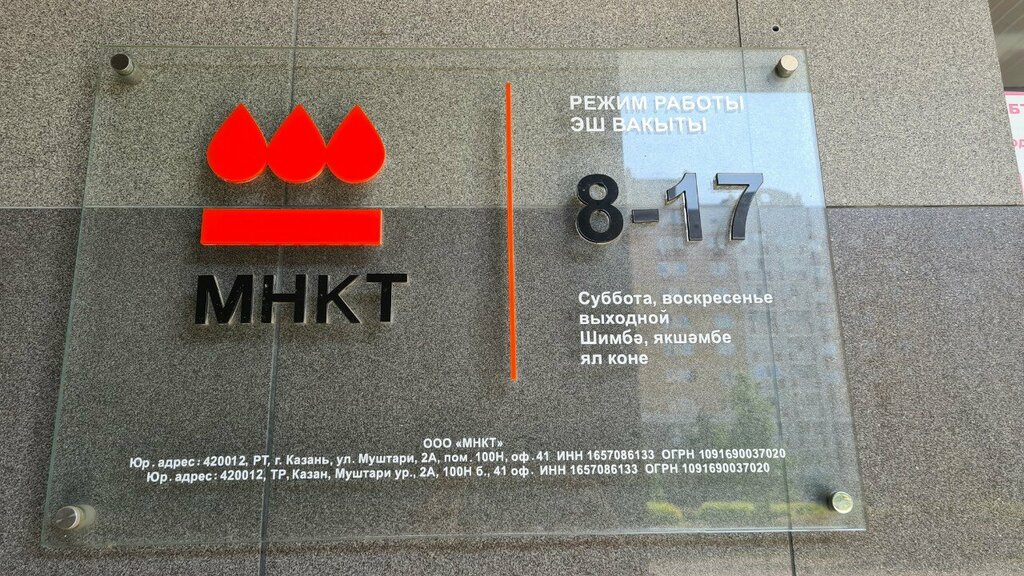 МНКТ
РЕЖИМ РАБОТЫ
ЭШ ВАКЫТЫ
8-17
Суббота, воскресенье
выходной
Шимбә, якшәмбе
ял коне
ООО «МНКТ»
Юр. адрес: 420012, РТ, г. Казань, ул. Муштари, 2А, пом. 100Н, оф. 41 ИНН 1657086133 ОГРН 1091690037020
Юр. адрес: 420012, ТР, Казан, Муштари ур., 2А, 100Н б., 41 оф. ИНН 1657086133 ОГРН 1091690037020